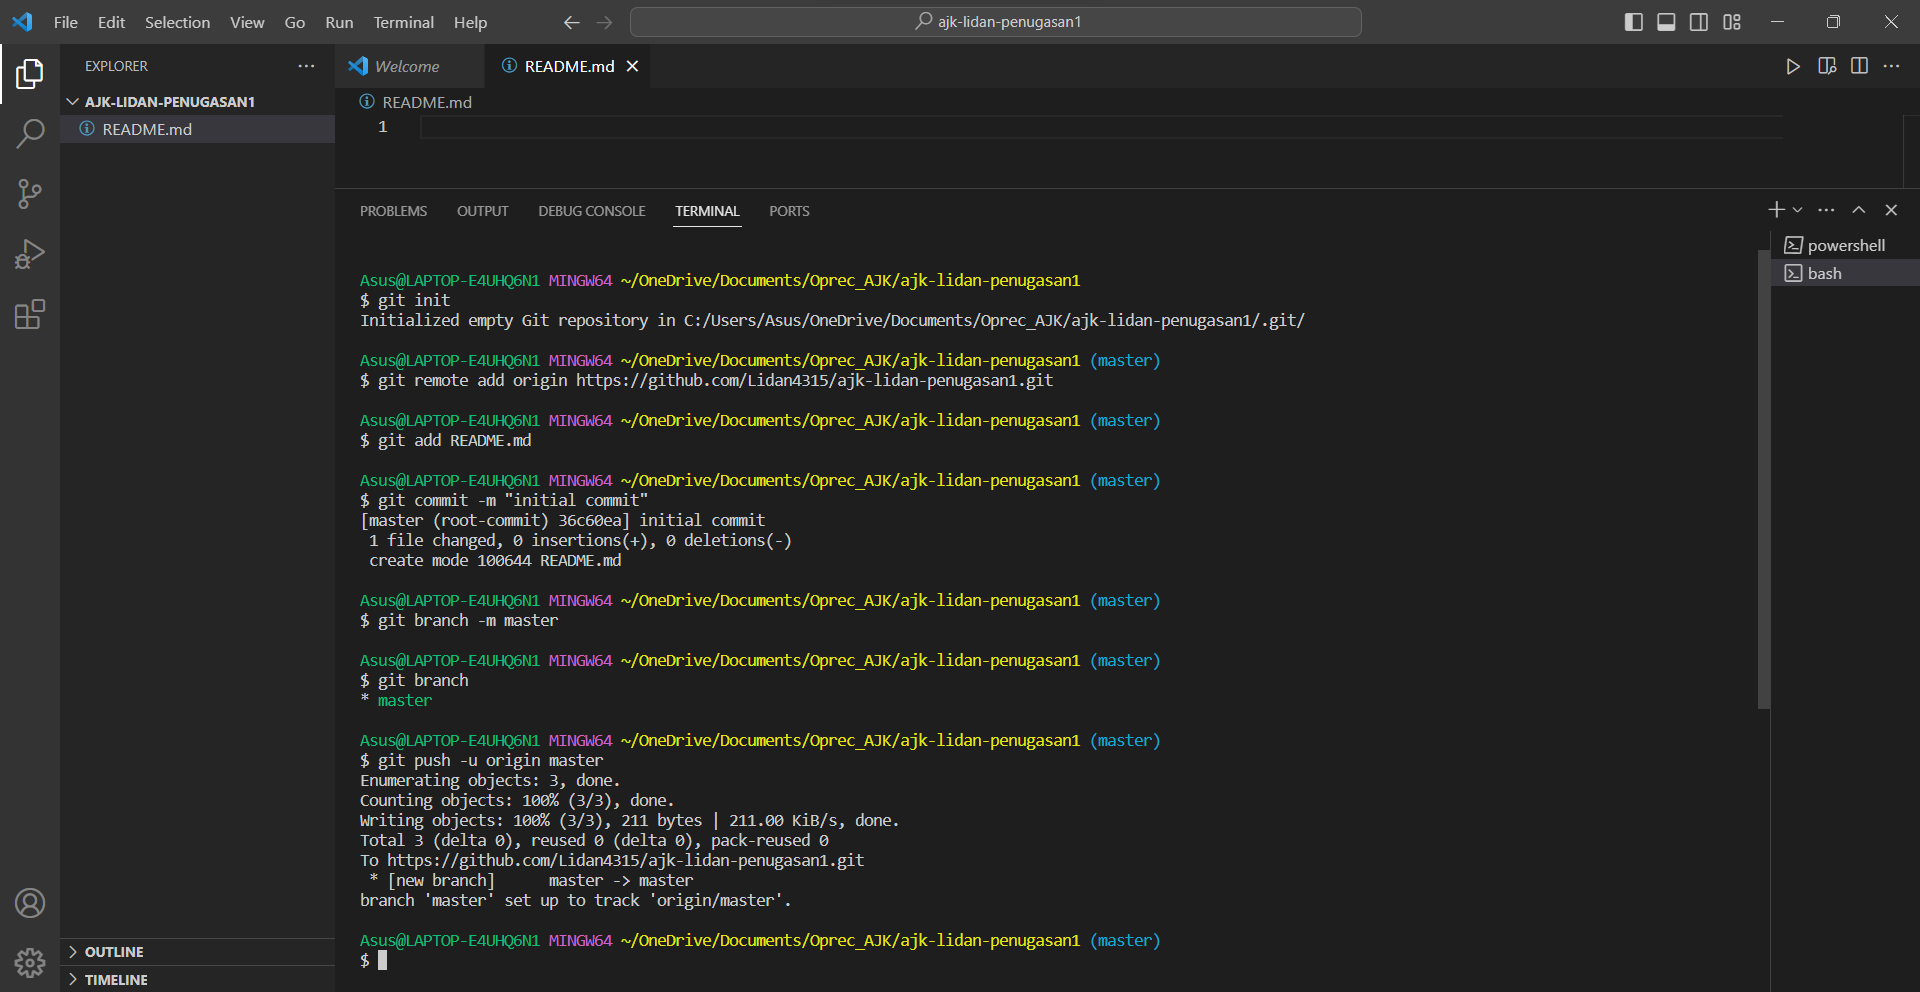 File Edit Selection View Go Run Terminal Help
ajk-lidan-penugasan1
EXPLORER
AJK-LIDAN-PENUGASAN1
README.md
OUTLINE
TIMELINE
Welcome
README.md
README.md
1
PROBLEMS OUTPUT DEBUG CONSOLE TERMINAL PORTS
powershell
bash
Asus@LAPTOP-E4UHQ6N1 MINGW64 ~/OneDrive/Documents/Oprec_AJK/ajk-lidan-penugasan1
$ git init
Initialized empty Git repository in C:/Users/Asus/OneDrive/Documents/Oprec_AJK/ajk-lidan-penugasan1/.git/
Asus@LAPTOP-E4UHQ6N1 MINGW64 ~/OneDrive/Documents/Oprec_AJK/ajk-lidan-penugasan1 (master)
$ git remote add origin https://github.com/Lidan4315/ajk-lidan-penugasan1.git
Asus@LAPTOP-E4UHQ6N1 MINGW64 ~/OneDrive/Documents/Oprec_AJK/ajk-lidan-penugasan1 (master)
$ git add README.md
Asus@LAPTOP-E4UHQ6N1 MINGW64 ~/OneDrive/Documents/Oprec_AJK/ajk-lidan-penugasan1 (master)
$ git commit -m "initial commit"
[master (root-commit) 36c60ea] initial commit
1 file changed, 0 insertions(+), 0 deletions(-)
create mode 100644 README.md
Asus@LAPTOP-E4UHQ6N1 MINGW64 ~/OneDrive/Documents/Oprec_AJK/ajk-lidan-penugasan1 (master)
$ git branch -m master
Asus@LAPTOP-E4UHQ6N1 MINGW64 ~/OneDrive/Documents/Oprec_AJK/ajk-lidan-penugasan1 (master)
$ git branch
* master
Asus@LAPTOP-E4UHQ6N1 MINGW64 ~/OneDrive/Documents/Oprec_AJK/ajk-lidan-penugasan1 (master)
$ git push -u origin master
Enumerating objects: 3, done.
Counting objects: 100% (3/3), done.
Writing objects: 100% (3/3), 211 bytes | 211.00 KiB/s, done.
Total 3 (delta 0), reused 0 (delta 0), pack-reused 0
To https://github.com/Lidan4315/ajk-lidan-penugasan1.git
* [new branch] master -> master
branch 'master' set up to track 'origin/master'.
Asus@LAPTOP-E4UHQ6N1 MINGW64 ~/OneDrive/Documents/Oprec_AJK/ajk-lidan-penugasan1 (master)
$